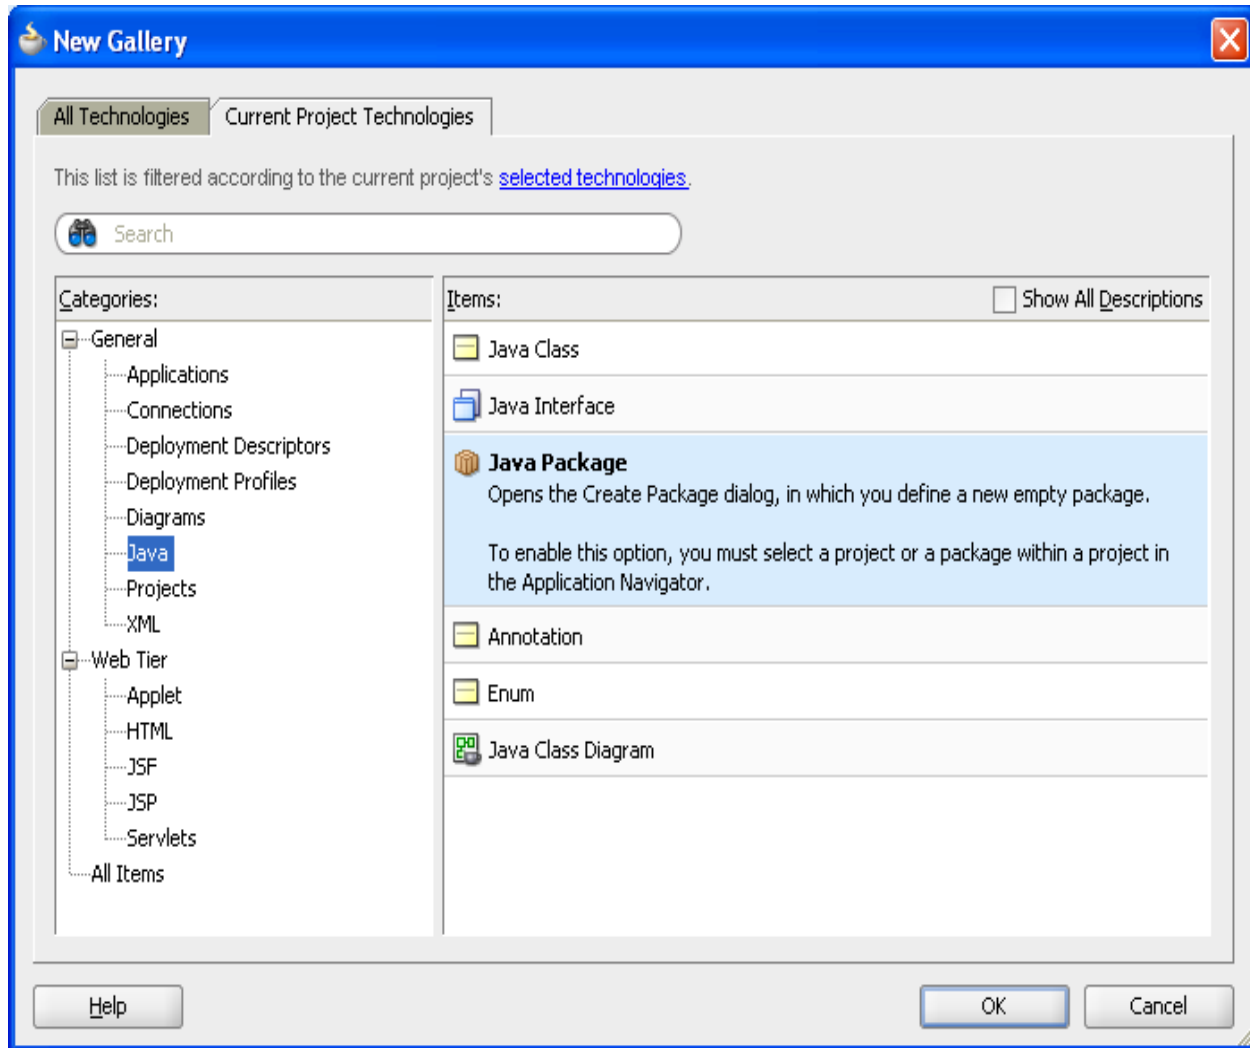 New Gallery
All Technologies
Current Project Technologies
This list is filtered according to the current project's selected technologies.
Search
Categories:
General
Applications
Connections
Deployment Descriptors
Deployment Profiles
Diagrams
Java
Projects
XML
Web Tier
Applet
HTML
JSF
JSP
Servlets
All Items
Items:
Show All Descriptions
Java Class
Java Interface
Java Package
Opens the Create Package dialog, in which you define a new empty package.
To enable this option, you must select a project or a package within a project in
the Application Navigator.
Annotation
Enum
Java Class Diagram
Help
OK
Cancel